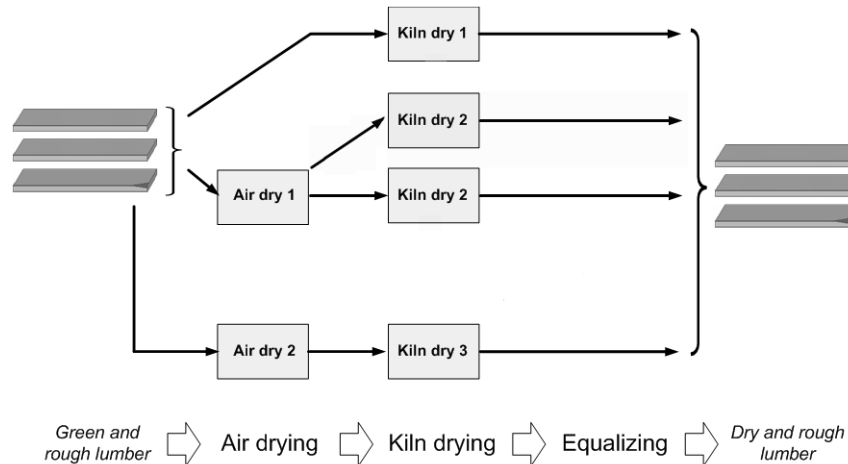 Kiln dry 1
Kiln dry 2
Air dry 1
Kiln dry 2
Air dry 2
Kiln dry 3
Green and
rough lumber
Air drying
Kiln drying
Equalizing
Dry and rough
lumber